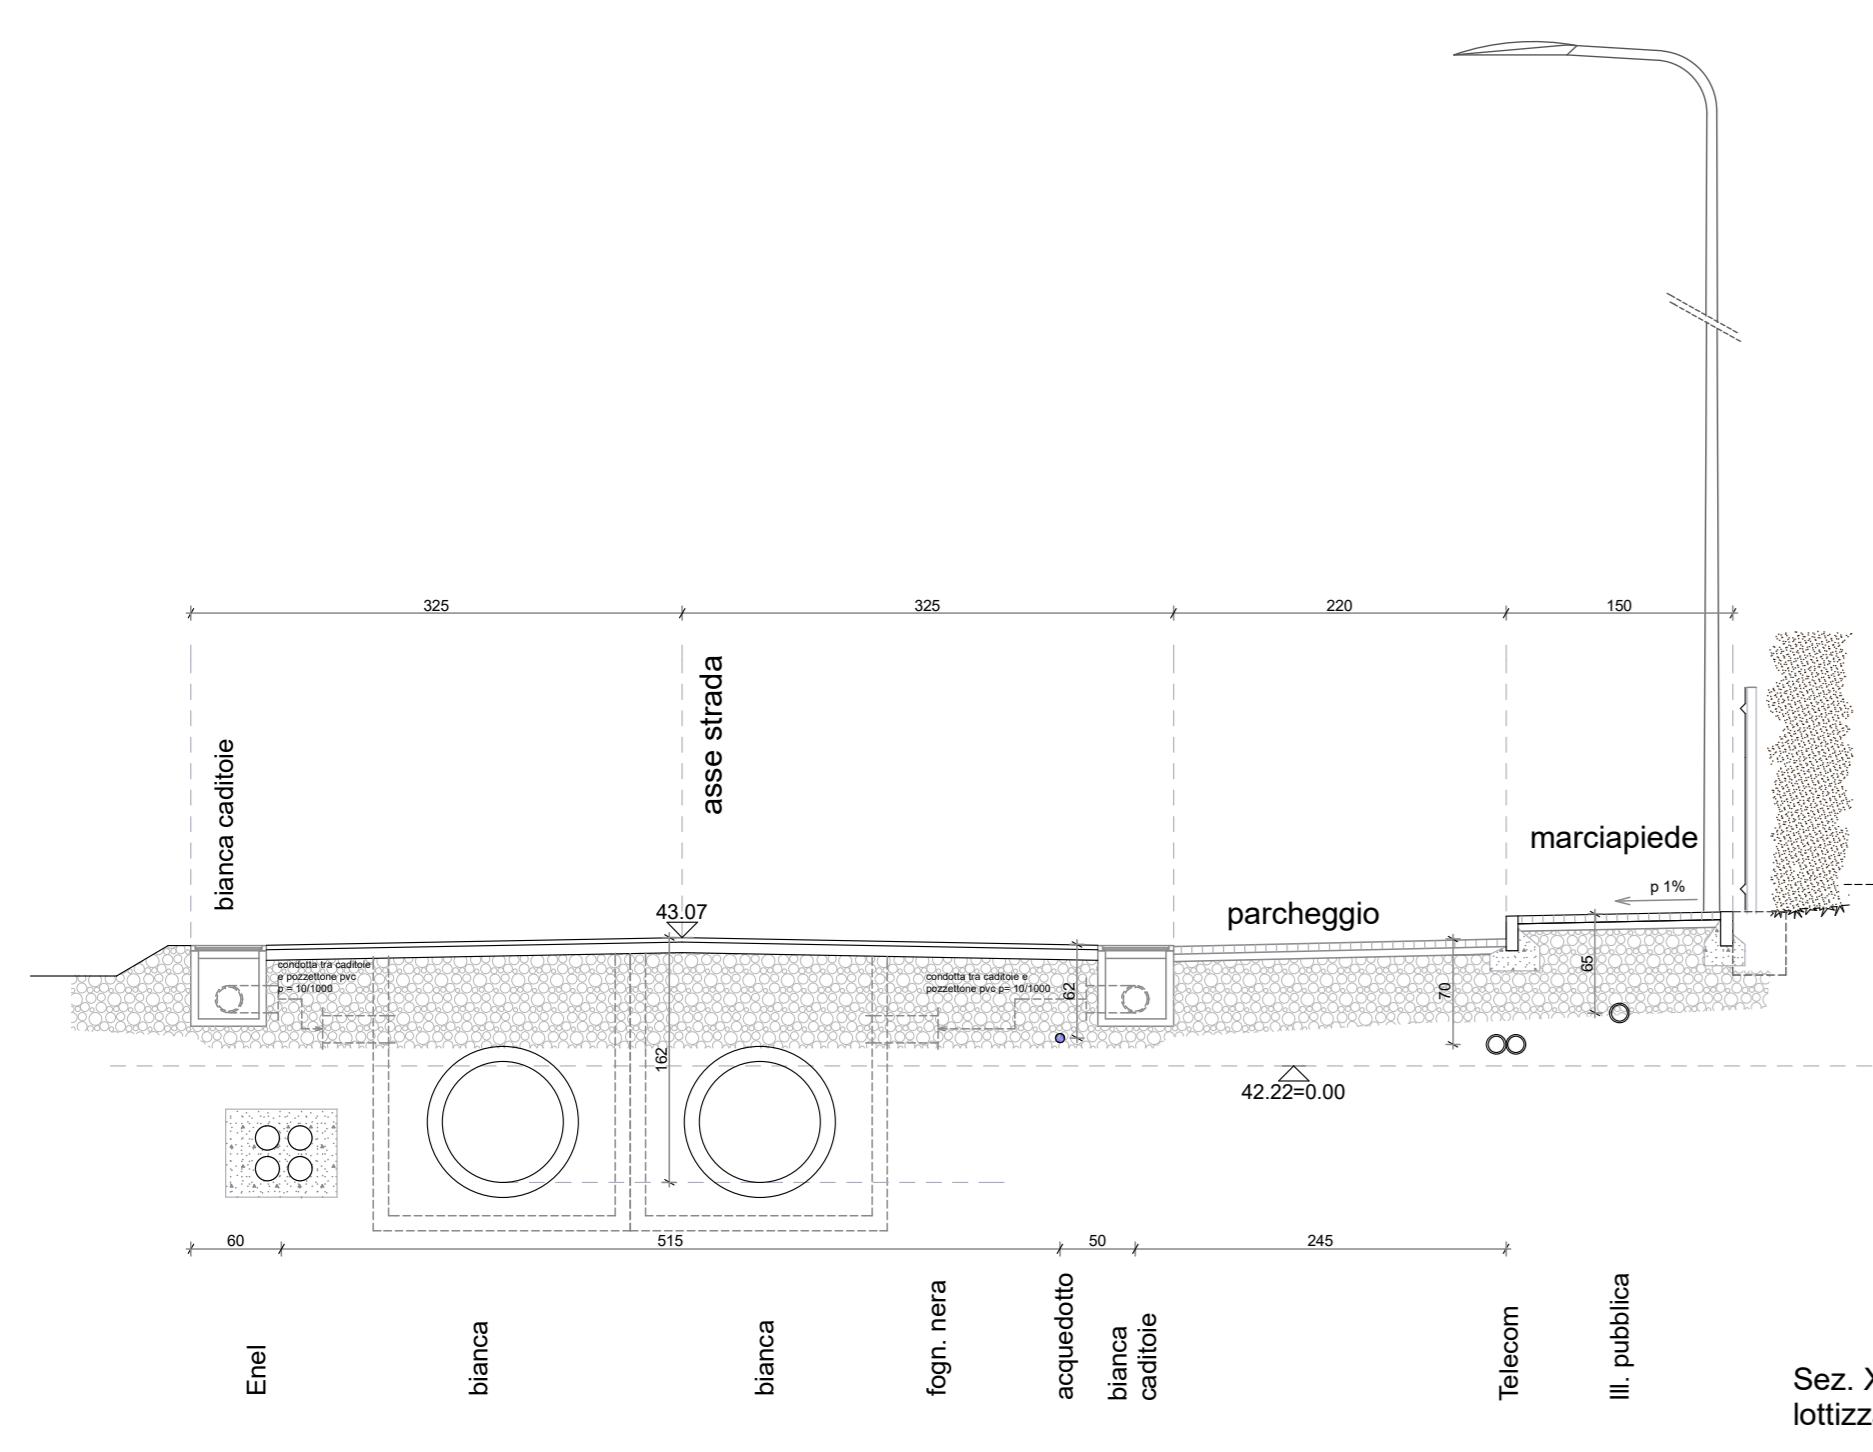 325
325
220
150
bianca caditoie
asse strada
marciapiede
p 1%
43.07
parcheggio
condotta tra caditoie
e pozzettone pvc
p = 10/1000
condotta tra caditoie e
pozzettone pvc p= 10/1000
62
70
65
162
42.22=0.00
60
515
50
245
Enel
bianca
bianca
fogn. nera
acquedotto
bianca
caditoie
Telecom
Ill. pubblica
Sez. X
lottizz